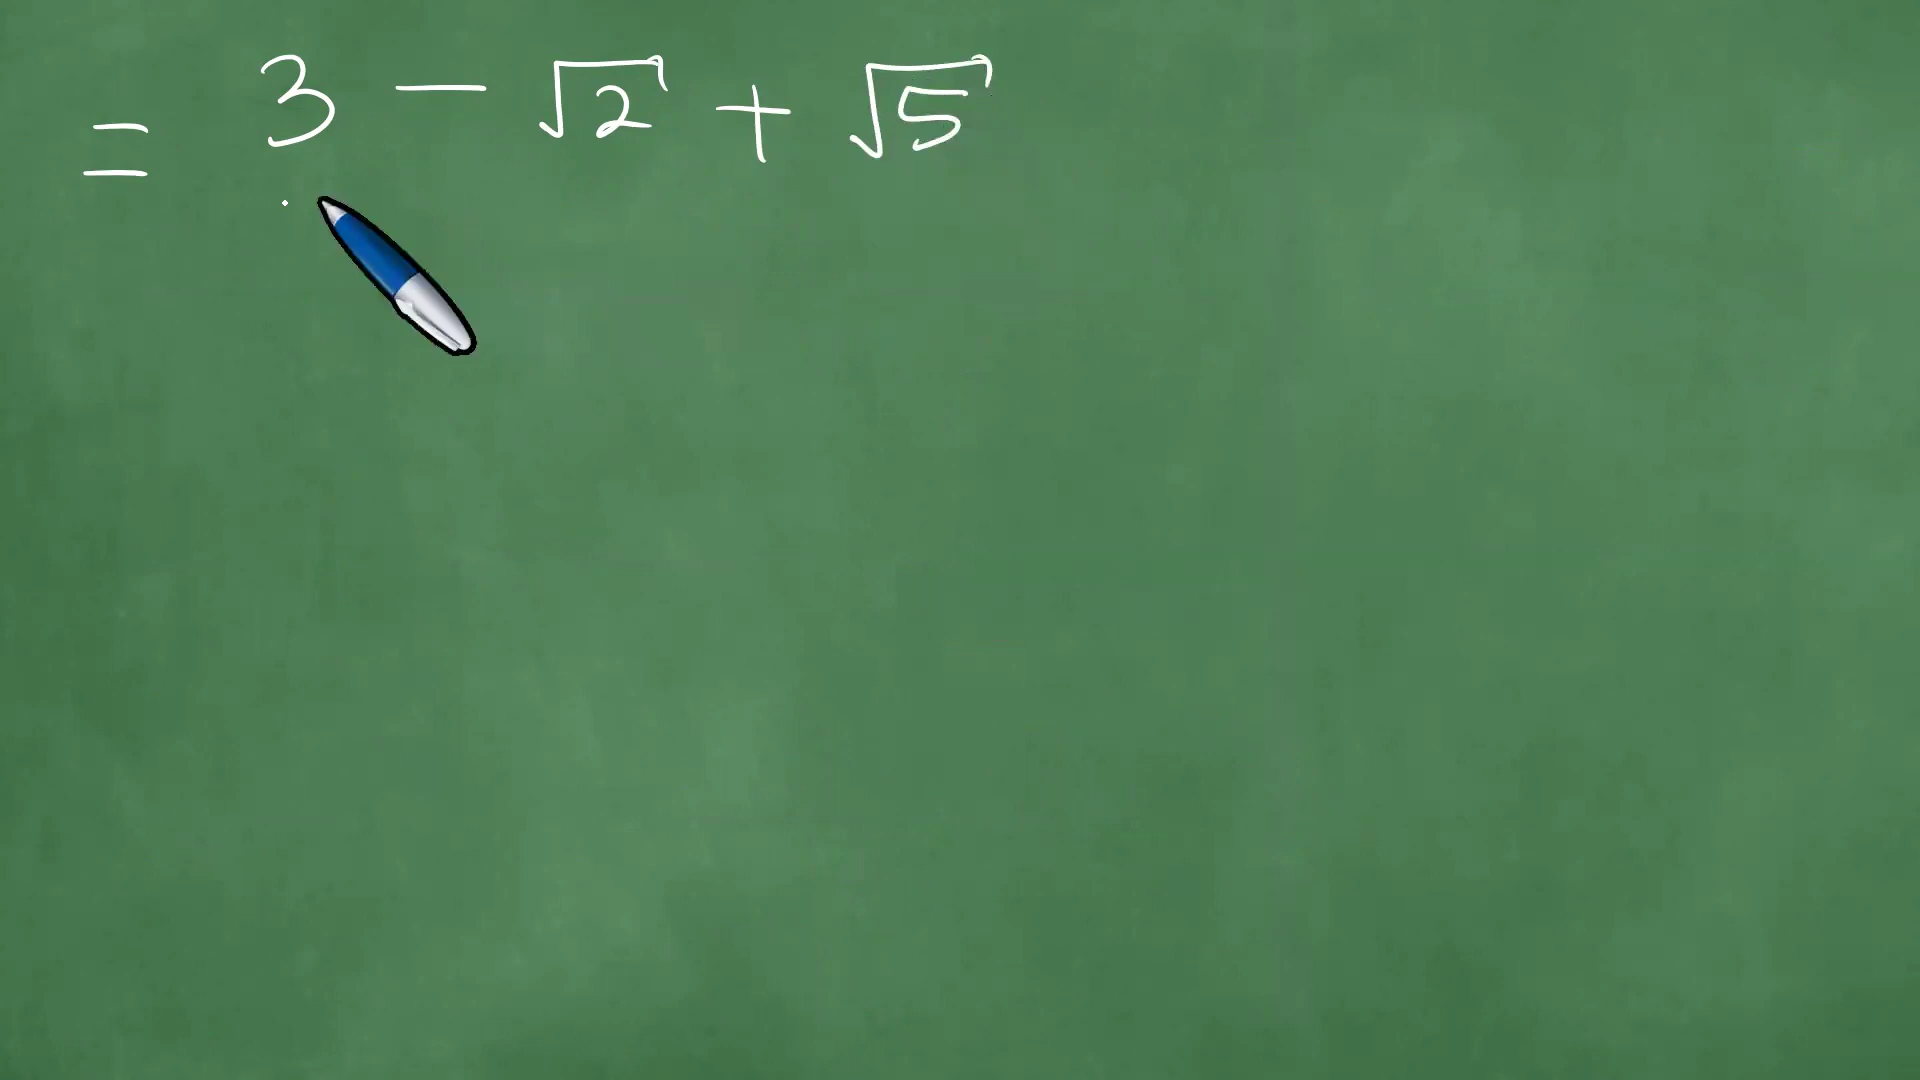 = 3 - √2 + √5